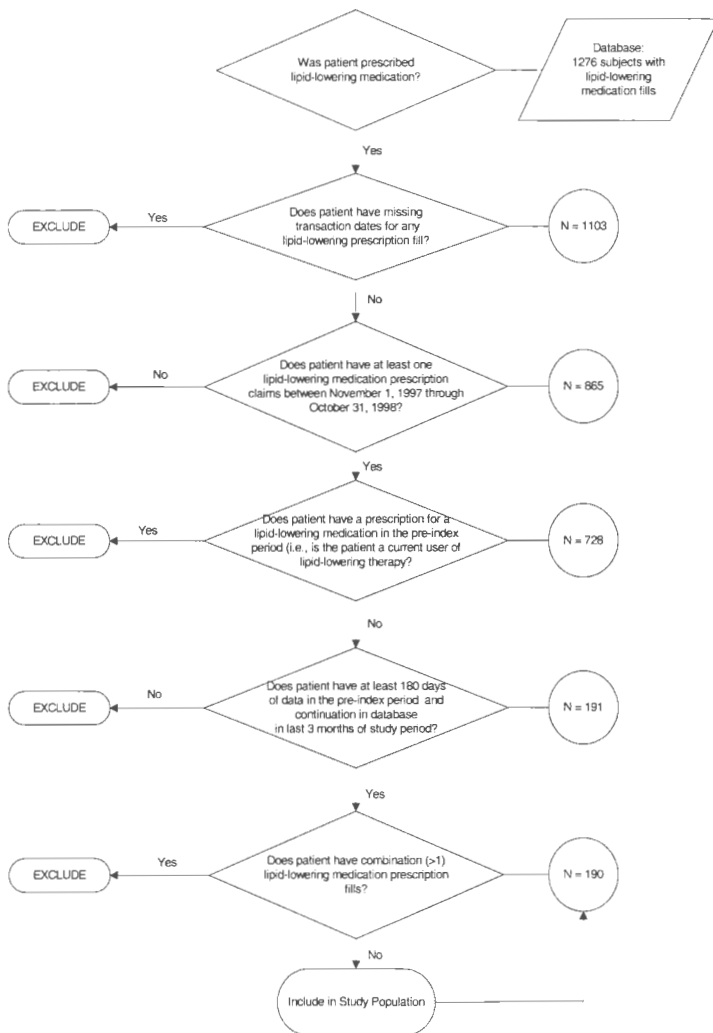 Was patient prescribed
lipid-lowering medication?
Database:
1276 subjects with
lipid-lowering
medication fills
Yes
EXCLUDE
Yes
Does patient have missing
transaction dates for any
lipid-lowering prescription fill?
N = 1103
No
EXCLUDE
No
Does patient have at least one
lipid-lowering medication prescription
claims between November 1, 1997 through
October 31, 1998?
N = 865
Yes
EXCLUDE
Yes
Does patient have a prescription for a
lipid-lowering medication in the pre-index
period (i.e., is the patient a current user of
lipid-lowering therapy?
N = 728
No
EXCLUDE
No
Does patient have at least 180 days
of data in the pre-index period and
continuation in database
in last 3 months of study period?
N = 191
Yes
EXCLUDE
Yes
Does patient have combination (>1)
lipid-lowering medication prescription
fills?
N = 190
No
Include in Study Population